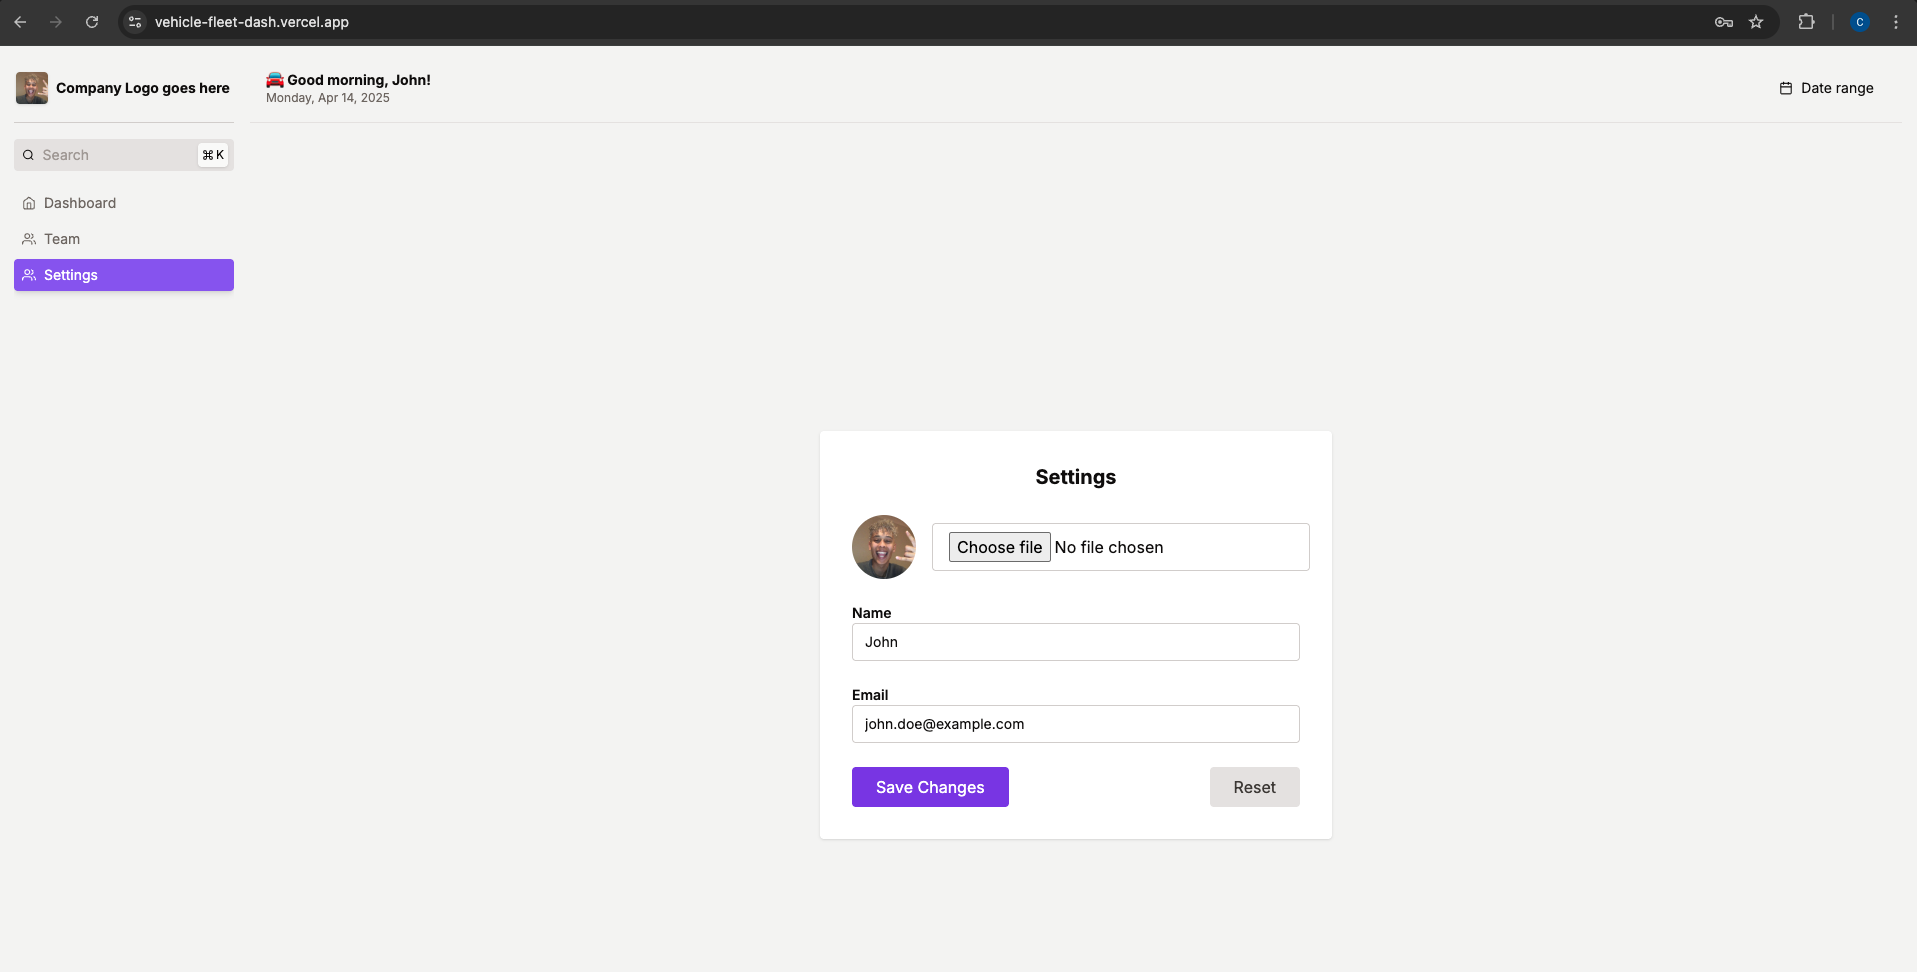 vehicle-fleet-dash.vercel.app
C
Company Logo goes here
🚘 Good morning, John!
Monday, Apr 14, 2025
Date range
Search
⌘ K
Dashboard
Team
Settings
Settings
Choose file No file chosen
Name
John
Email
john.doe@example.com
Save Changes
Reset